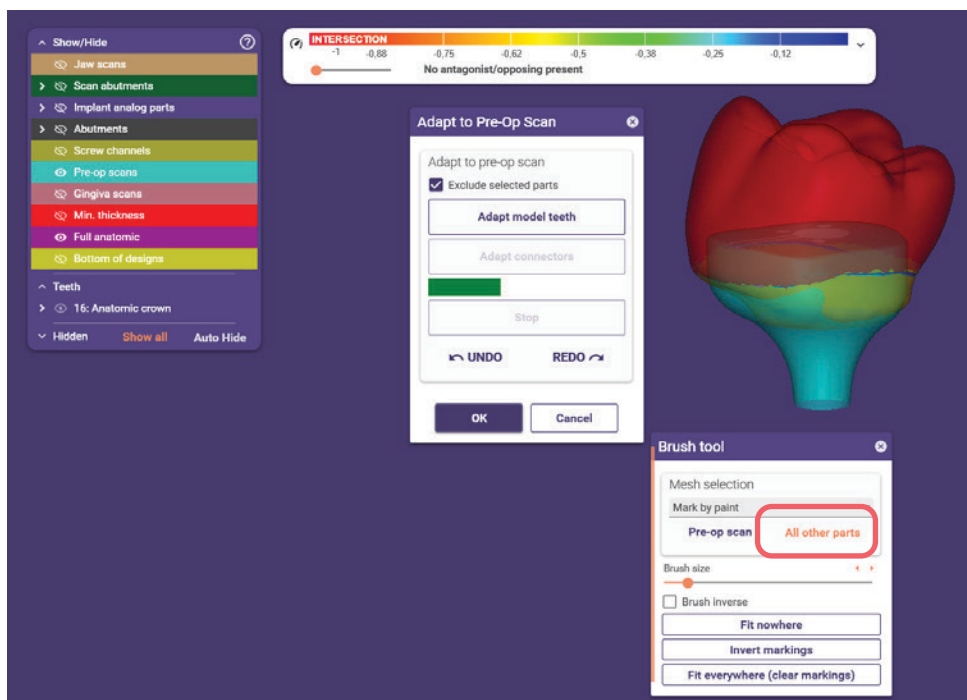 Show/Hide
Jaw scans
Scan abutments
Implant analog parts
Abutments
Screw channels
Pre-op scans
Gingiva scans
Min. thickness
Full anatomic
Bottom of designs
Teeth
16: Anatomic crown
Hidden Show all Auto Hide
INTERSECTION
-1 -0,88 -0,75 -0,62 -0,5 -0,38 -0,25 -0,12
No antagonist/opposing present
Adapt to Pre-Op Scan
Adapt to pre-op scan
Exclude selected parts
Adapt model teeth
Adapt connectors
Stop
UNDO REDO
OK Cancel
Brush tool
Mesh selection
Mark by paint
Pre-op scan All other parts
Brush size
Brush inverse
Fit nowhere
Invert markings
Fit everywhere (clear markings)